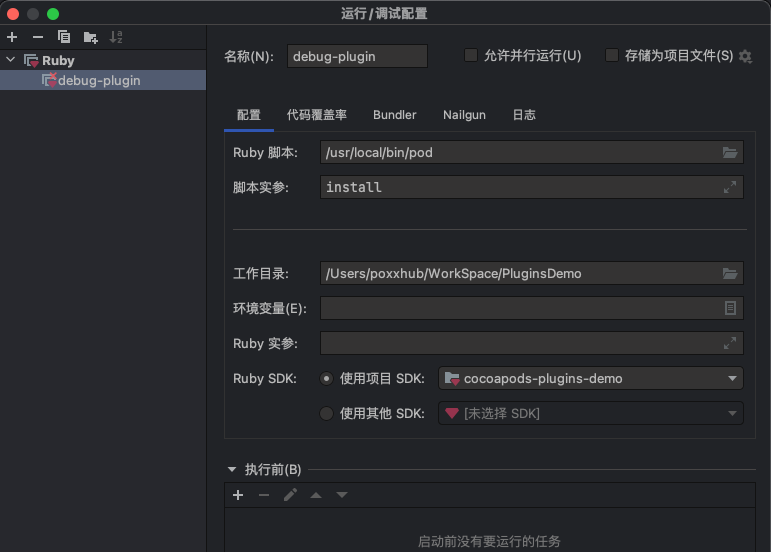 运行/调试配置
Ruby
debug-plugin
名称(N): debug-plugin 允许并行运行(U) 存储为项目文件(S)
配置 代码覆盖率 Bundler Nailgun 日志
Ruby 脚本: /usr/local/bin/pod
脚本实参: install
工作目录: /Users/poxxhub/WorkSpace/PluginsDemo
环境变量(E):
Ruby 实参:
Ruby SDK: 使用项目 SDK: cocoapods-plugins-demo
使用其他 SDK: [未选择 SDK]
执行前(B)
启动前没有要运行的任务